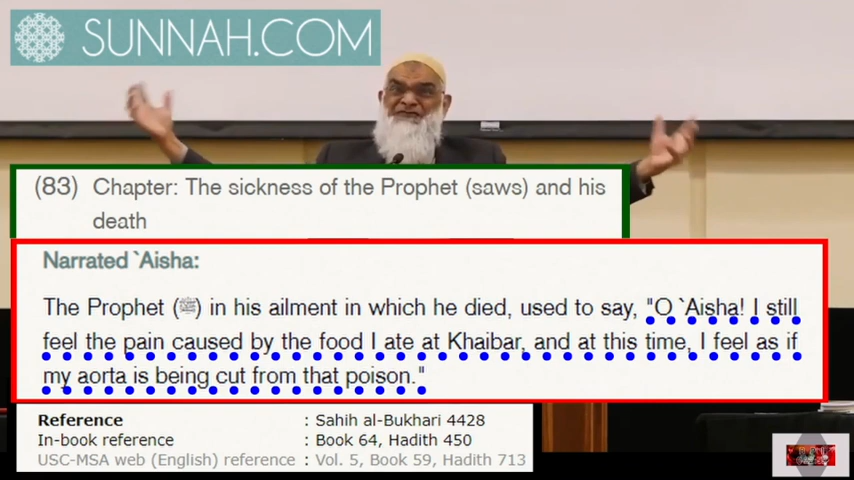 SUNNAH.COM
(83) Chapter: The sickness of the Prophet (saws) and his
death
Narrated `Aisha:
The Prophet (ﷺ) in his ailment in which he died, used to say, "O `Aisha! I still
feel the pain caused by the food I ate at Khaibar, and at this time, I feel as if
my aorta is being cut from that poison."
Reference : Sahih al-Bukhari 4428
In-book reference : Book 64, Hadith 450
USC-MSA web (English) reference : Vol. 5, Book 59, Hadith 713